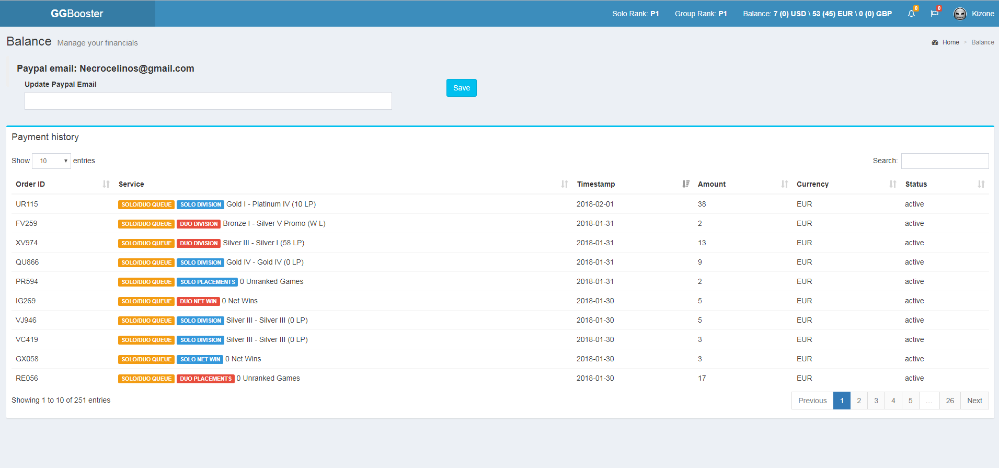 GGBooster Solo Rank: P1 Group Rank: P1 Balance: 7 (0) USD \ 53 (45) EUR \ 0 (0) GBP 0 0 Kizone
Balance Manage your financials Home > Balance
Paypal email: Necrocelinos@gmail.com
Update Paypal Email Save
Payment history
Show 10 entries Search:
Order ID Service Timestamp Amount Currency Status
UR115 SOLO/DUO QUEUE SOLO DIVISION Gold I - Platinum IV (10 LP) 2018-02-01 38 EUR active
FV259 SOLO/DUO QUEUE DUO DIVISION Bronze I - Silver V Promo (W L) 2018-01-31 2 EUR active
XV974 SOLO/DUO QUEUE DUO DIVISION Silver III - Silver I (58 LP) 2018-01-31 13 EUR active
QU866 SOLO/DUO QUEUE SOLO DIVISION Gold IV - Gold IV (0 LP) 2018-01-31 9 EUR active
PR594 SOLO/DUO QUEUE SOLO PLACEMENTS 0 Unranked Games 2018-01-31 2 EUR active
IG269 SOLO/DUO QUEUE DUO NET WIN 0 Net Wins 2018-01-30 5 EUR active
VJ946 SOLO/DUO QUEUE SOLO DIVISION Silver III - Silver III (0 LP) 2018-01-30 5 EUR active
VC419 SOLO/DUO QUEUE SOLO DIVISION Silver III - Silver III (0 LP) 2018-01-30 3 EUR active
GX058 SOLO/DUO QUEUE SOLO NET WIN 0 Net Wins 2018-01-30 3 EUR active
RE056 SOLO/DUO QUEUE DUO PLACEMENTS 0 Unranked Games 2018-01-30 17 EUR active
Showing 1 to 10 of 251 entries Previous 1 2 3 4 5 … 26 Next